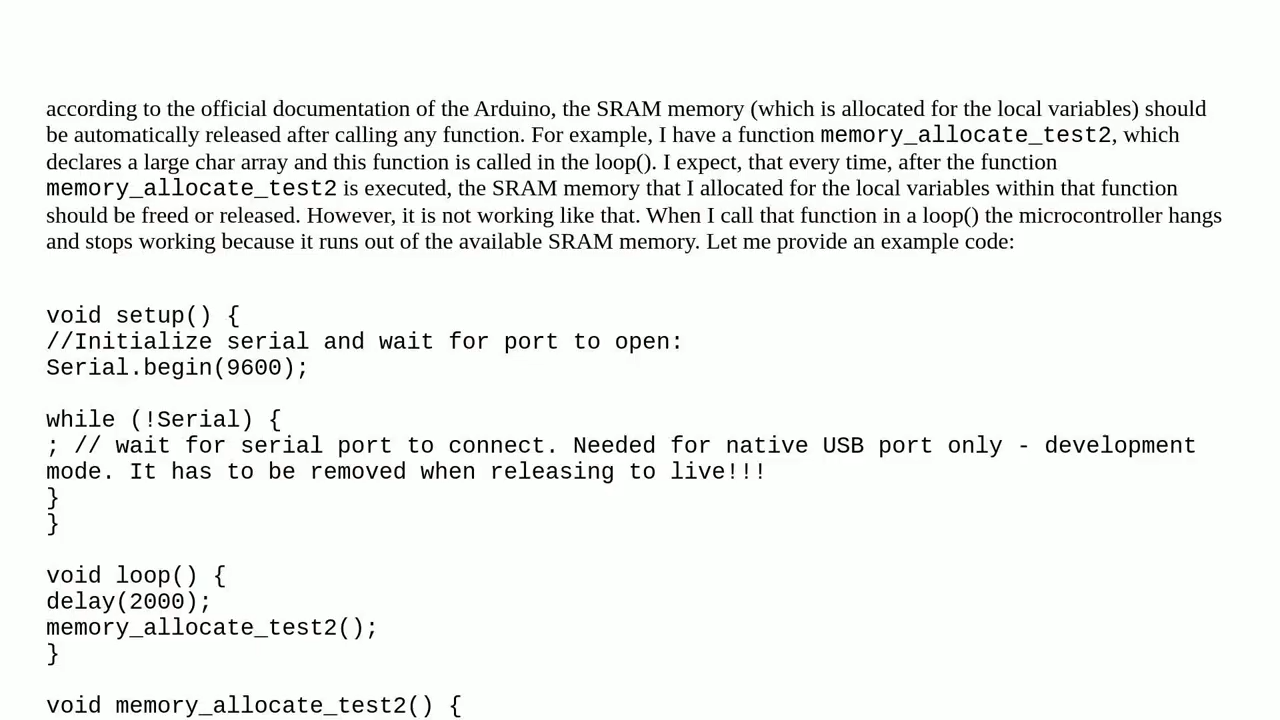 according to the official documentation of the Arduino, the SRAM memory (which is allocated for the local variables) should
be automatically released after calling any function. For example, I have a function memory_allocate_test2, which
declares a large char array and this function is called in the loop(). I expect, that every time, after the function
memory_allocate_test2 is executed, the SRAM memory that I allocated for the local variables within that function
should be freed or released. However, it is not working like that. When I call that function in a loop() the microcontroller hangs
and stops working because it runs out of the available SRAM memory. Let me provide an example code:
void setup() {
//Initialize serial and wait for port to open:
Serial.begin(9600);
while (!Serial) {
; // wait for serial port to connect. Needed for native USB port only - development
mode. It has to be removed when releasing to live!!!
}
}
void loop() {
delay(2000);
memory_allocate_test2();
}
void memory_allocate_test2() {